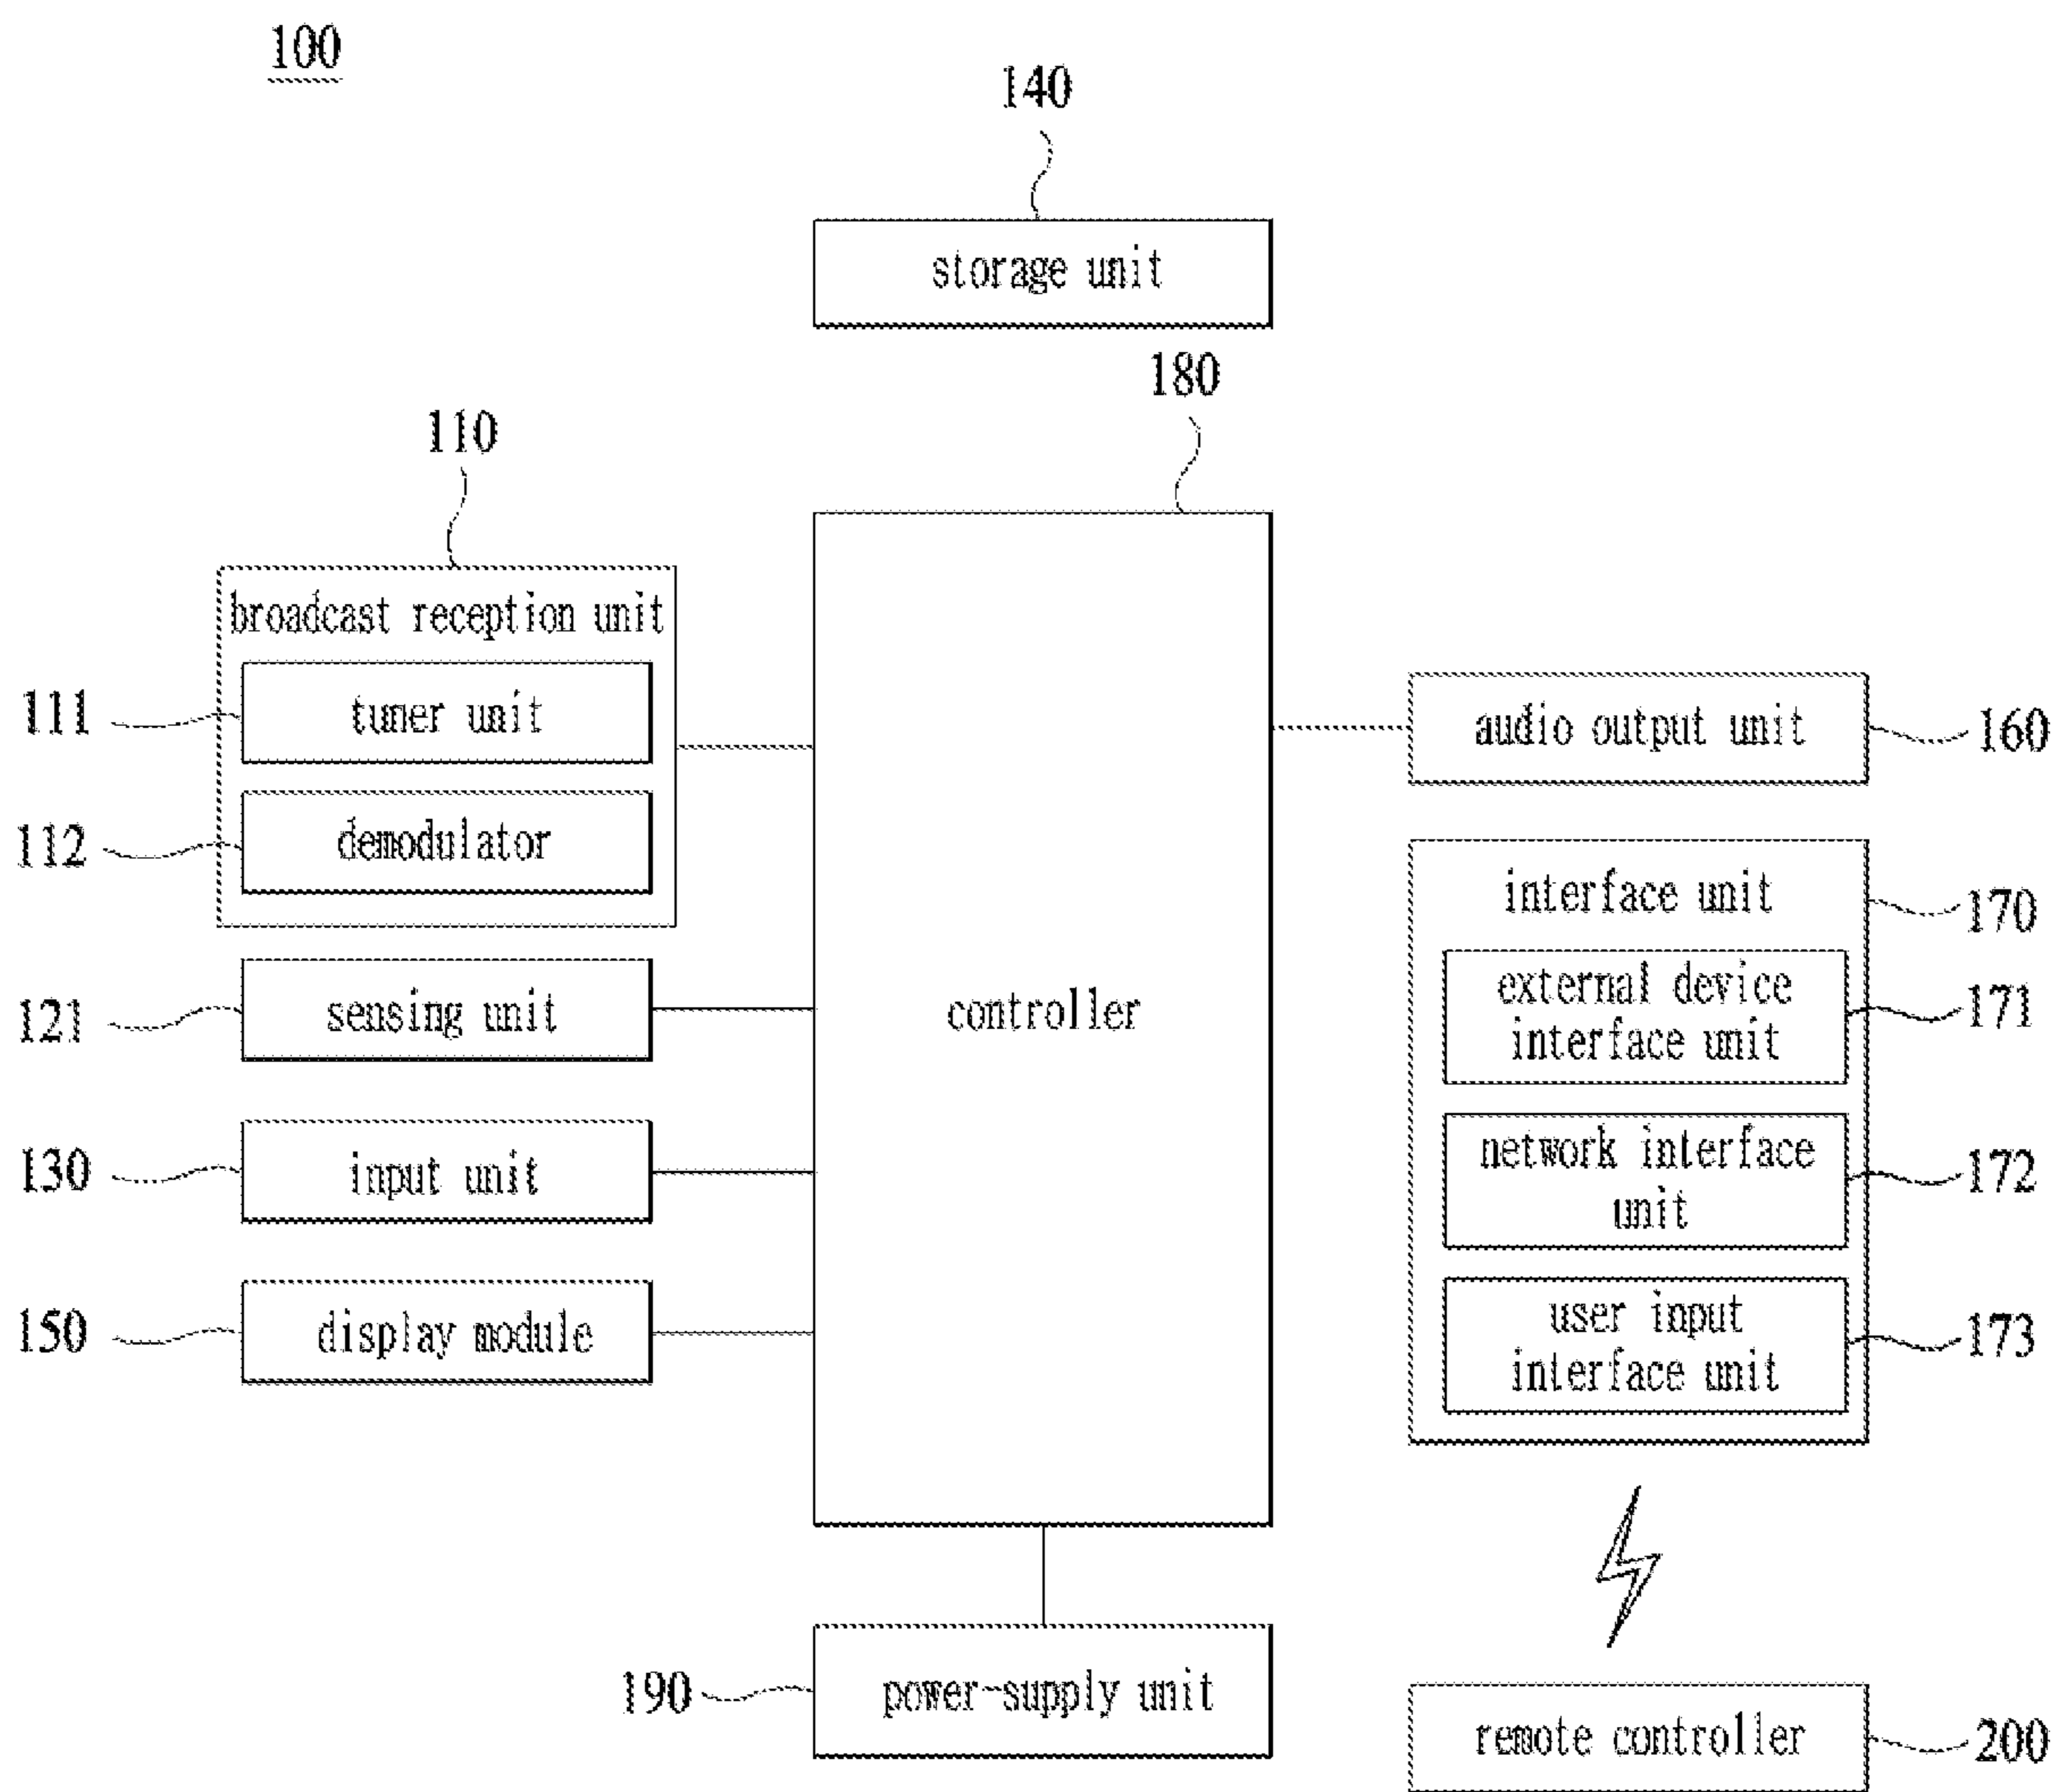 100
140
storage unit
180
110
broadcast reception unit
111
tuner unit
112
demodulator
121
sensing unit
130
input unit
150
display module
controller
audio output unit
160
interface unit
170
external device
interface unit
171
network interface
unit
172
user input
interface unit
173
190
power-supply unit
remote controller
200